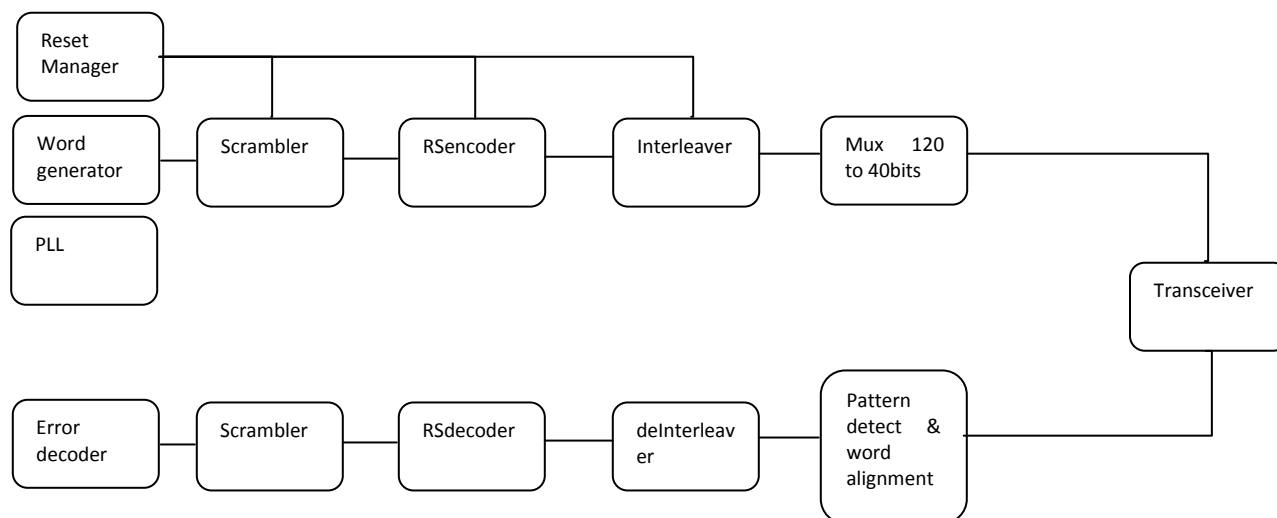 Reset
Manager
Word
generator
Scrambler
RSencoder
Interleaver
Mux 120
to 40bits
PLL
Transceiver
Error
decoder
Scrambler
RSdecoder
deInterleav
er
Pattern
detect &
word
alignment